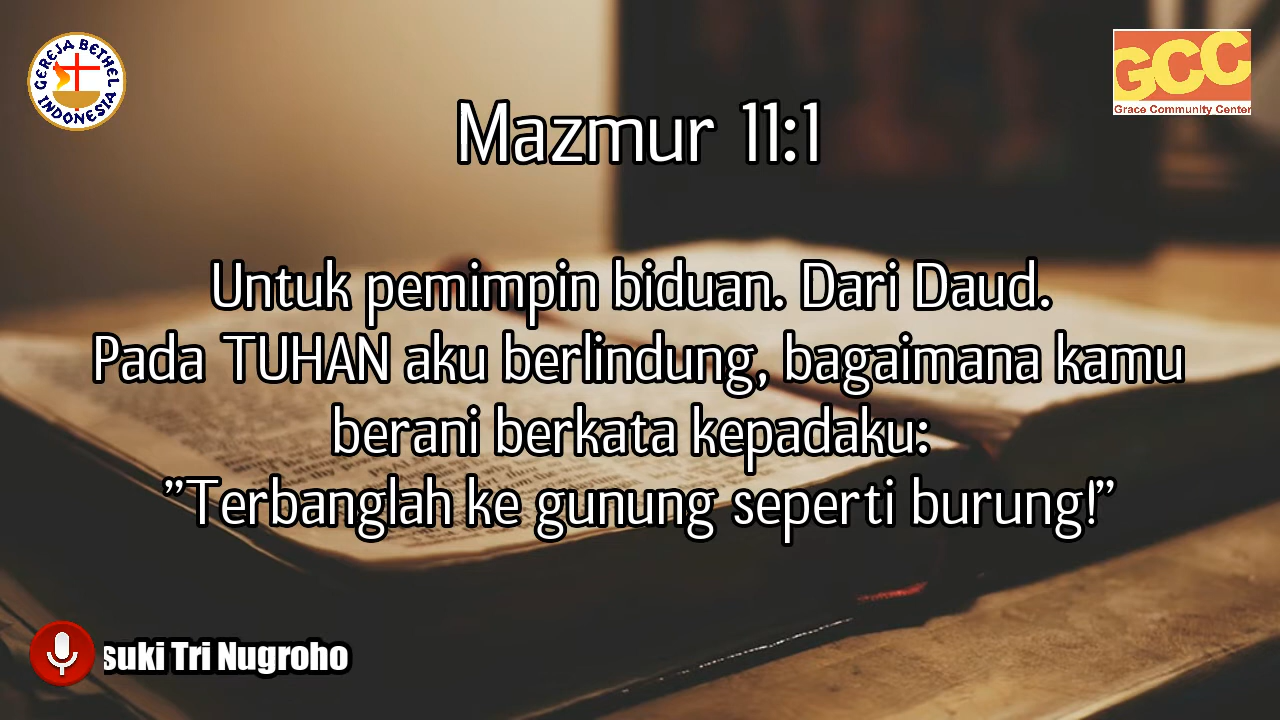 GEREJA BETHEL INDONESIA
GCC
Grace Community Center
Mazmur 11:1
Untuk pemimpin biduan. Dari Daud.
Pada TUHAN aku berlindung, bagaimana kamu
berani berkata kepadaku:
”Terbanglah ke gunung seperti burung!”
suki Tri Nugroho